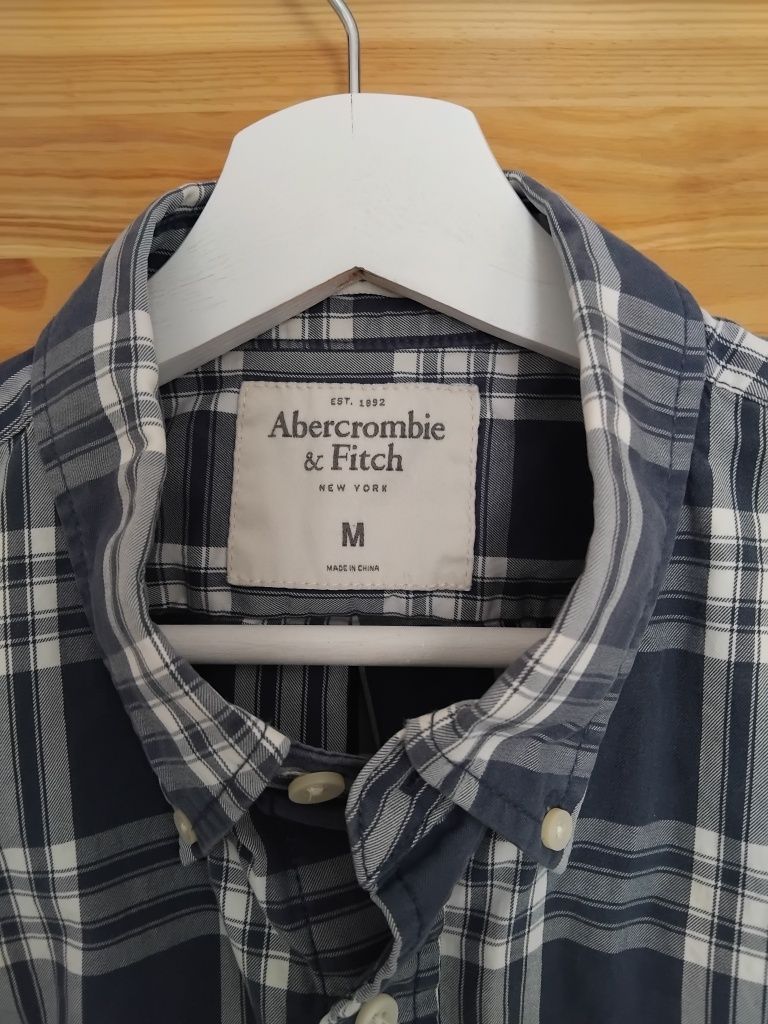 EST. 1892
Abercrombie
& Fitch
NEW YORK
M
MADE IN CHINA